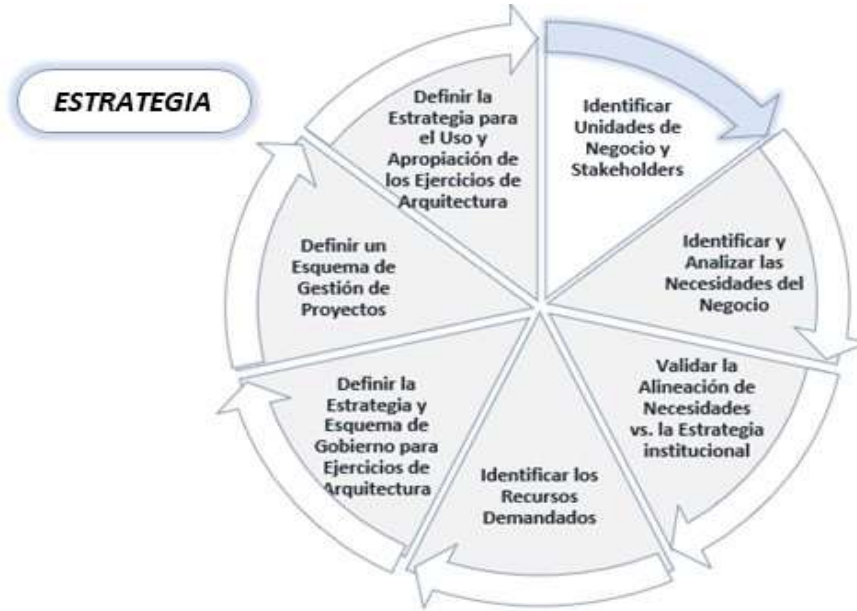 ESTRATEGIA
Identificar
Unidades de
Negocio y
Stakeholders
Identificar y
Analizar las
Necesidades del
Negocio
Validar la
Alineación de
Necesidades
vs. la Estrategia
institucional
Identificar los
Recursos
Demandados
Definir la
Estrategia y
Esquema de
Gobierno para
Ejercicios de
Arquitectura
Definir un
Esquema de
Gestión de
Proyectos
Definir la
Estrategia para
el Uso y
Apropiación de
los Ejercicios de
Arquitectura